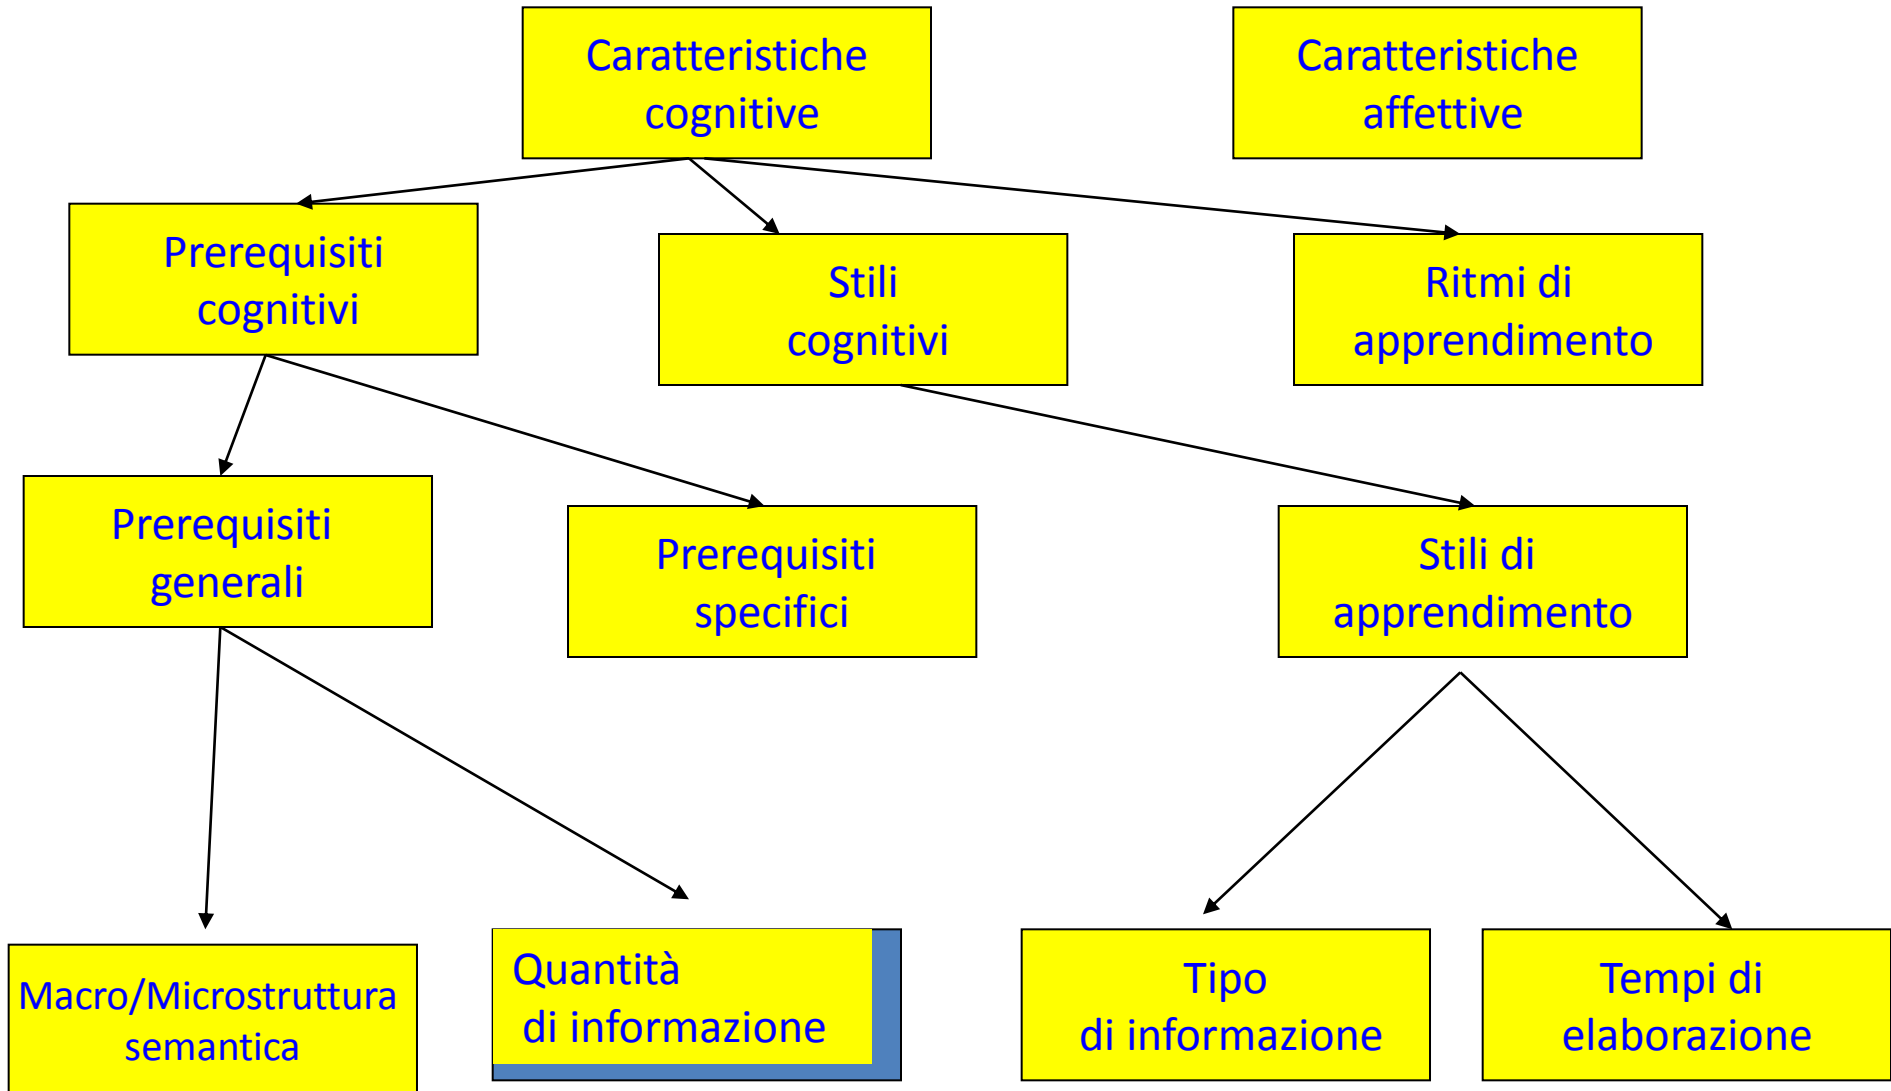 Caratteristiche
cognitive
Caratteristiche
affettive
Prerequisiti
cognitivi
Stili
cognitivi
Ritmi di
apprendimento
Prerequisiti
generali
Prerequisiti
specifici
Stili di
apprendimento
Macro/Microstruttura
semantica
Quantità
di informazione
Tipo
di informazione
Tempi di
elaborazione